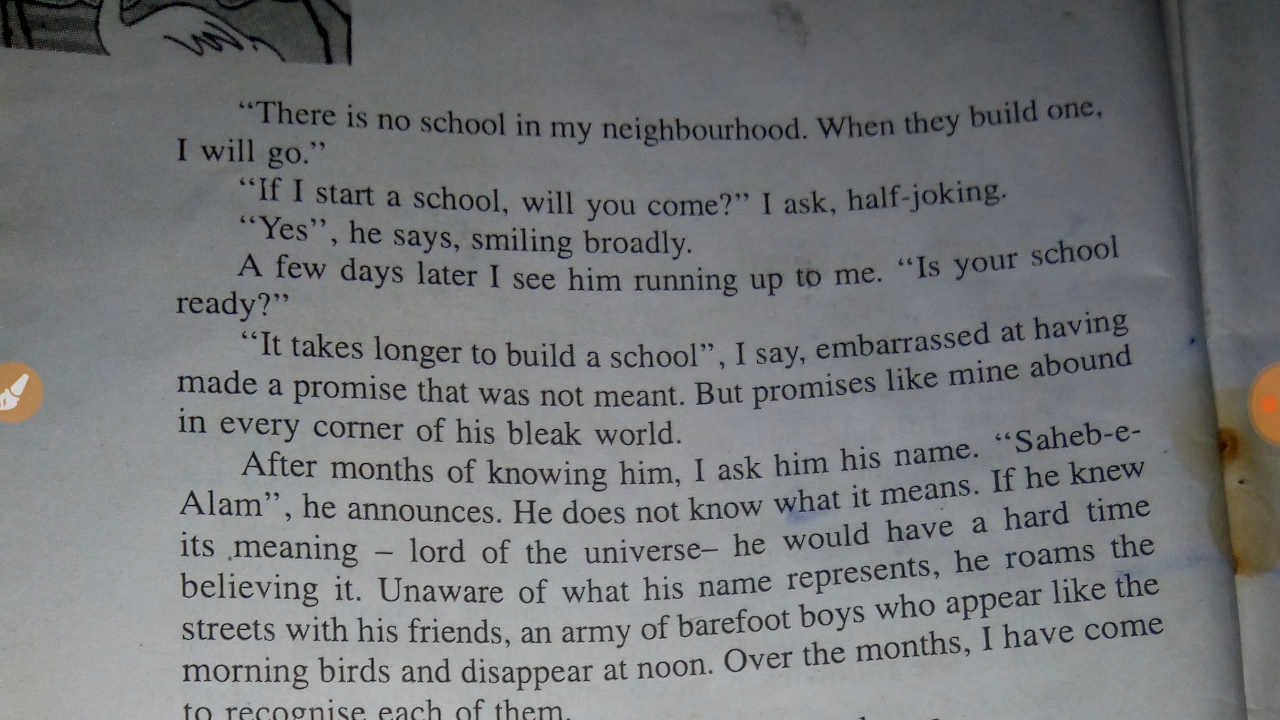 “There is no school in my neighbourhood. When they build one,
I will go.”
“If I start a school, will you come?” I ask, half-joking.
“Yes”, he says, smiling broadly.
A few days later I see him running up to me. “Is your school
ready?”
“It takes longer to build a school”, I say, embarrassed at having
made a promise that was not meant. But promises like mine abound
in every corner of his bleak world.
After months of knowing him, I ask him his name. “Saheb-e-
Alam”, he announces. He does not know what it means. If he knew
its meaning – lord of the universe– he would have a hard time
believing it. Unaware of what his name represents, he roams the
streets with his friends, an army of barefoot boys who appear like the
morning birds and disappear at noon. Over the months, I have come
to recognise each of them.